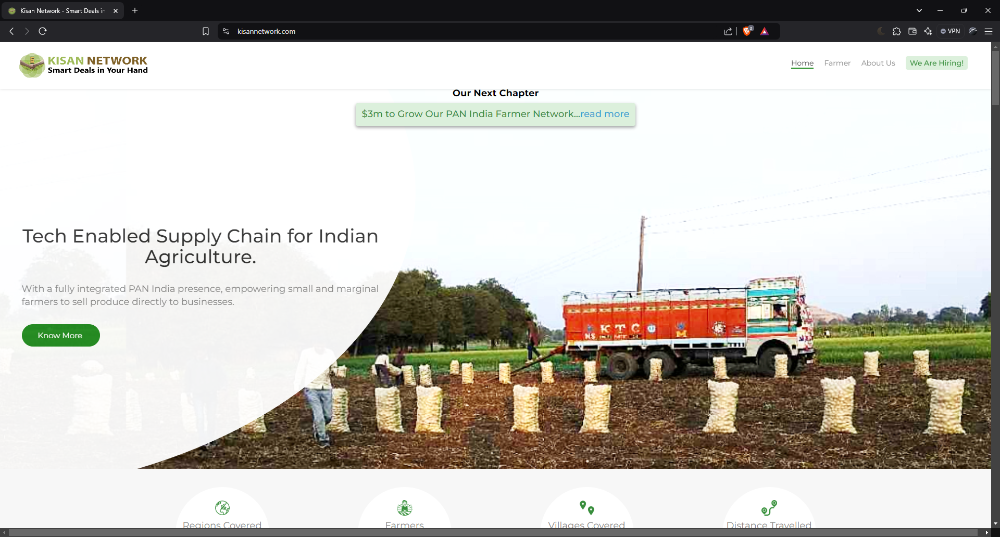 Kisan Network - Smart Deals in
kisannetwork.com
2
VPN
KISAN NETWORK
Smart Deals in Your Hand
Home
Farmer
About Us
We Are Hiring!
Our Next Chapter
$3m to Grow Our PAN India Farmer Network...read more
Tech Enabled Supply Chain for Indian
Agriculture.
With a fully integrated PAN India presence, empowering small and marginal
farmers to sell produce directly to businesses.
Know More
K T C
M
Regions Covered
Farmers
Villages Covered
Distance Travelled